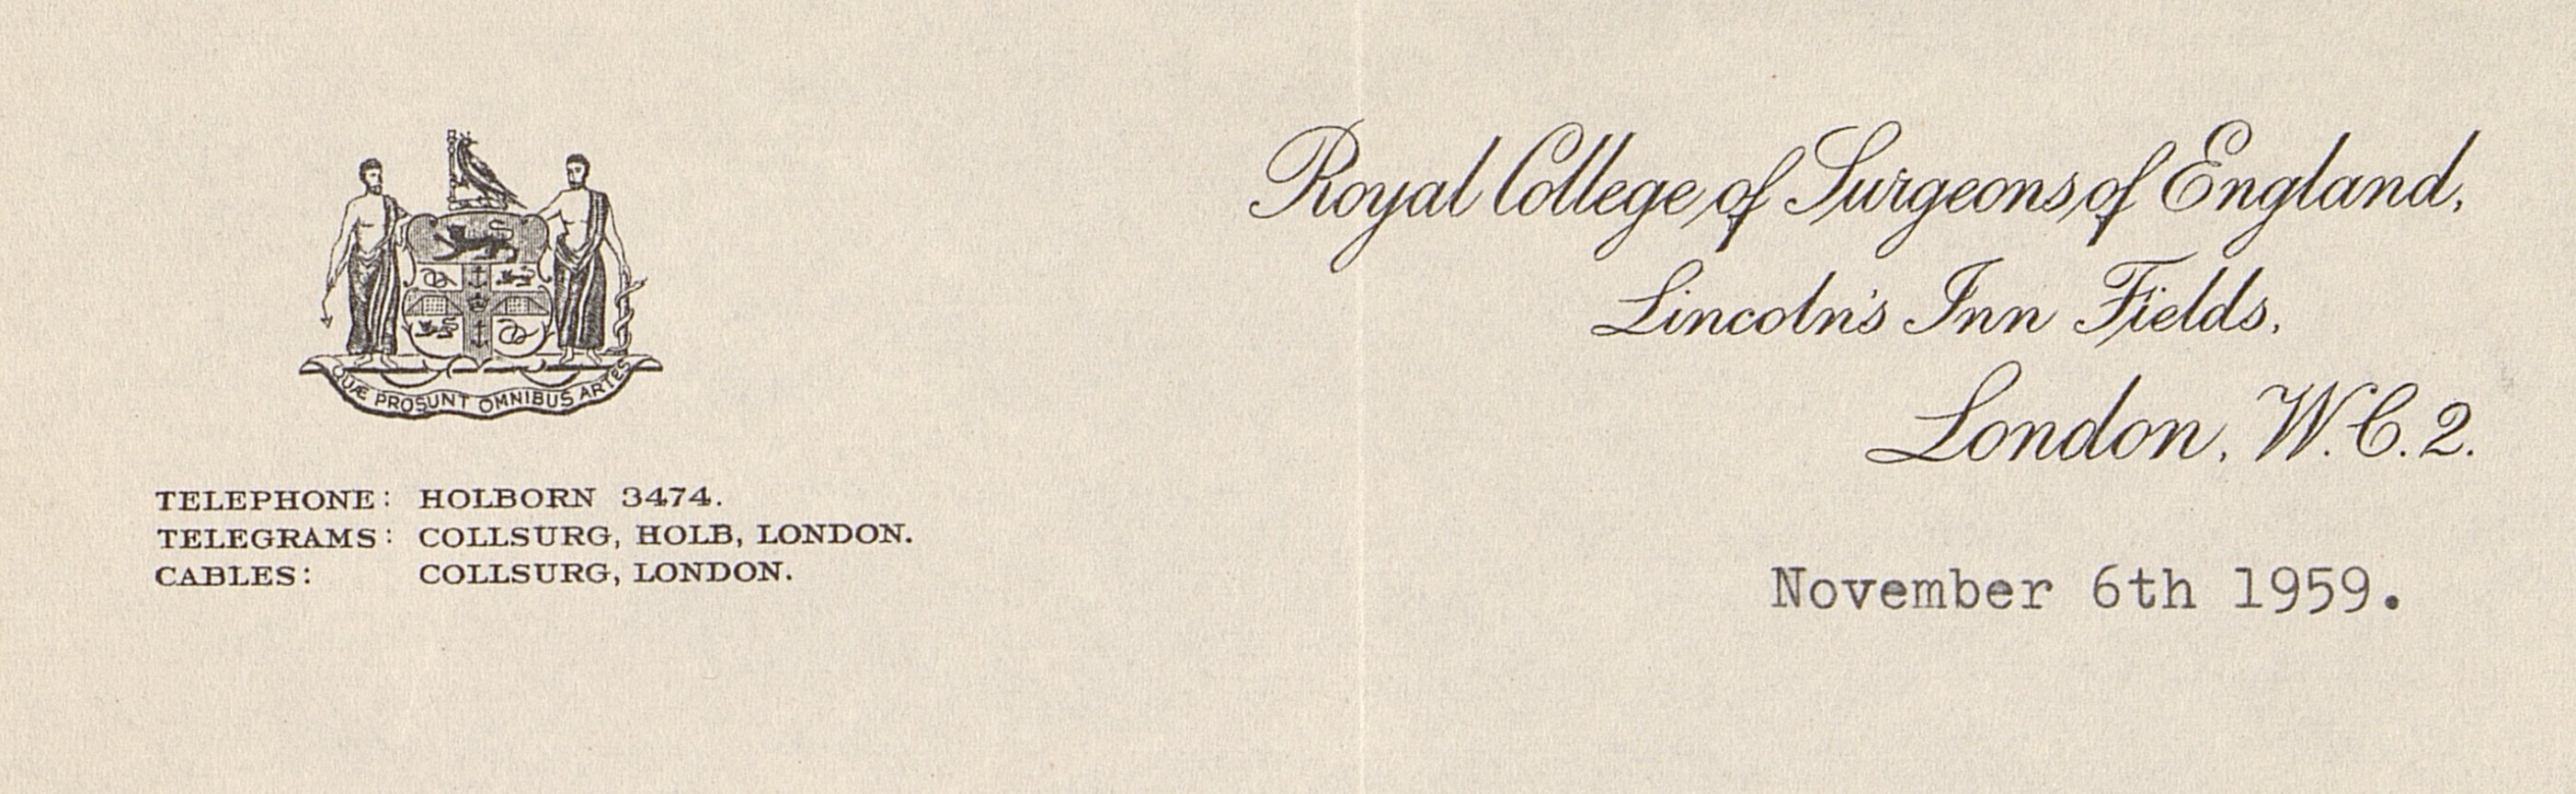 QUÆ PROSUNT OMNIBUS ARTES
TELEPHONE: HOLBORN 3474.
TELEGRAMS: COLLSURG, HOLB, LONDON.
CABLES: COLLSURG, LONDON.
Royal College of Surgeons of England,
Lincoln's Inn Fields,
London, W.C.2.
November 6th 1959.